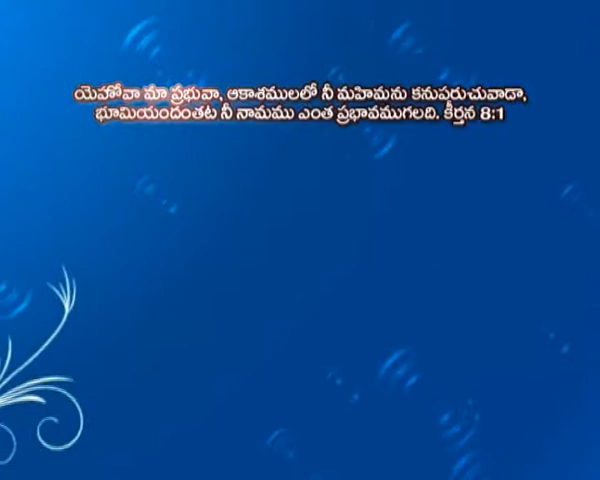 యెహోవా మా ప్రభువా, ఆకాశములలో నీ మహిమను కనుపరుచువాడా,
భూమియందంతట నీ నామము ఎంత ప్రభావముగలది. కీర్తన 8:1